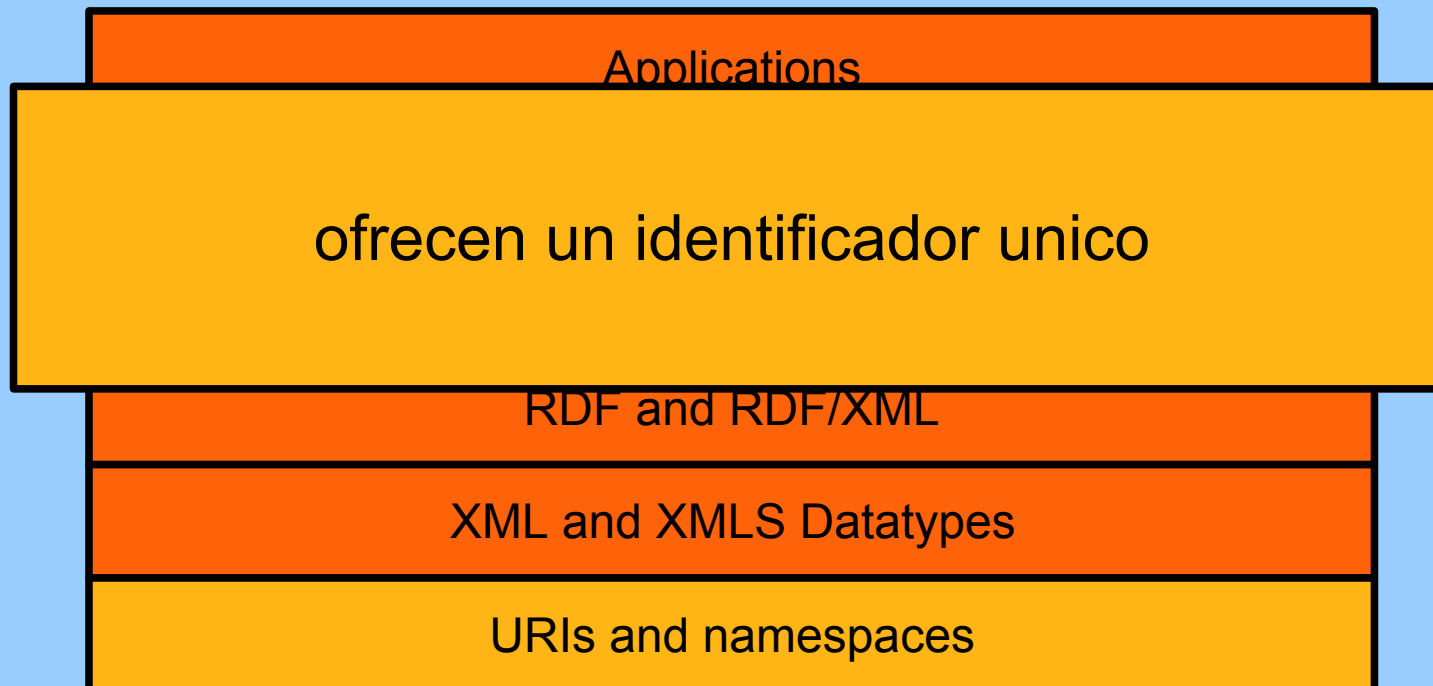 Applications
ofrecen un identificador unico
RDF and RDF/XML
XML and XMLS Datatypes
URIs and namespaces